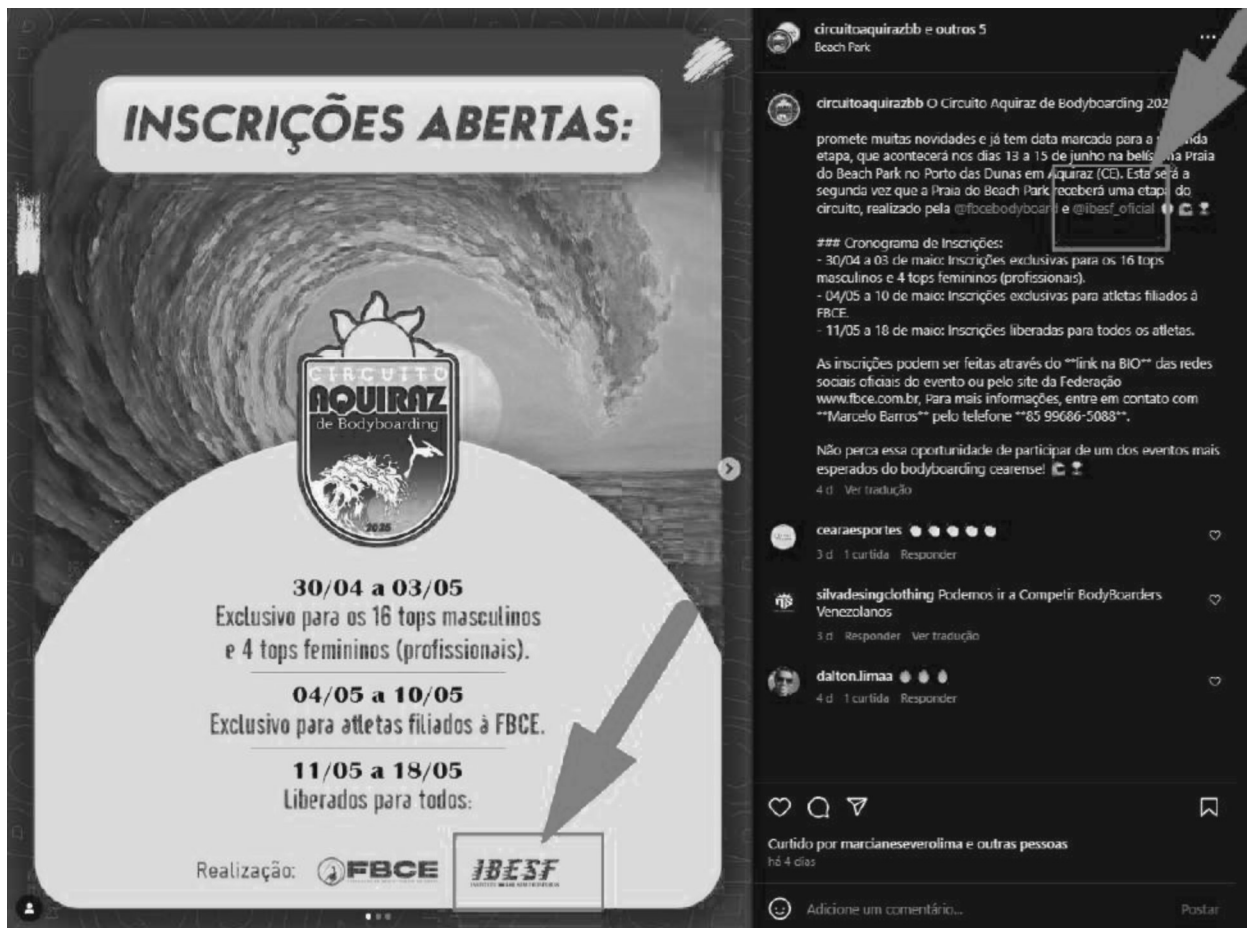 INSCRIÇÕES ABERTAS:
CIRCUITO
AQUIRAZ
de Bodyboarding
2025
30/04 a 03/05
Exclusivo para os 16 tops masculinos
e 4 tops femininos (profissionais).
04/05 a 10/05
Exclusivo para atletas filiados à FBCE.
11/05 a 18/05
Liberados para todos:
Realização: FBCE IBESF
circuitoaquirazbb e outros 5
Beach Park
circuitoaquirazbb O Circuito Aquiraz de Bodyboarding
promete muitas novidades e já tem data marcada para a
etapa, que acontecerá nos dias 13 a 15 de junho na Praia
do Beach Park no Porto das Dunas em Aquiraz (CE). Esta será a
segunda vez que a Praia do Beach Park receberá uma etapa do
circuito, realizado pela @fbcebodyboard e @ibesf_oficial
### Cronograma de Inscrições:
- 30/04 a 03 de maio: Inscrições exclusivas para os 16 tops
masculinos e 4 tops femininos (profissionais).
- 04/05 a 10 de maio: Inscrições exclusivas para atletas filiados à
FBCE.
- 11/05 a 18 de maio: Inscrições liberadas para todos os atletas.
As inscrições podem ser feitas através do **link na BIO** das redes
sociais oficiais do evento ou pelo site da Federação
www.fbce.com.br, Para mais informações, entre em contato com
**Marcelo Barros** pelo telefone **85 99686-5088**.
Não perca essa oportunidade de participar de um dos eventos mais
esperados do bodyboarding cearense!
4 d Ver tradução
cearaesportes
3 d 1 curtida Responder
silvadesingclothing Podemos ir a Competir BodyBoarders
Venezolanos
3 d Responder Ver tradução
dalton.limaa
4 d 1 curtida Responder
Curtido por marcianeseverolima e outras pessoas
há 4 dias
Adicione um comentário... Postar